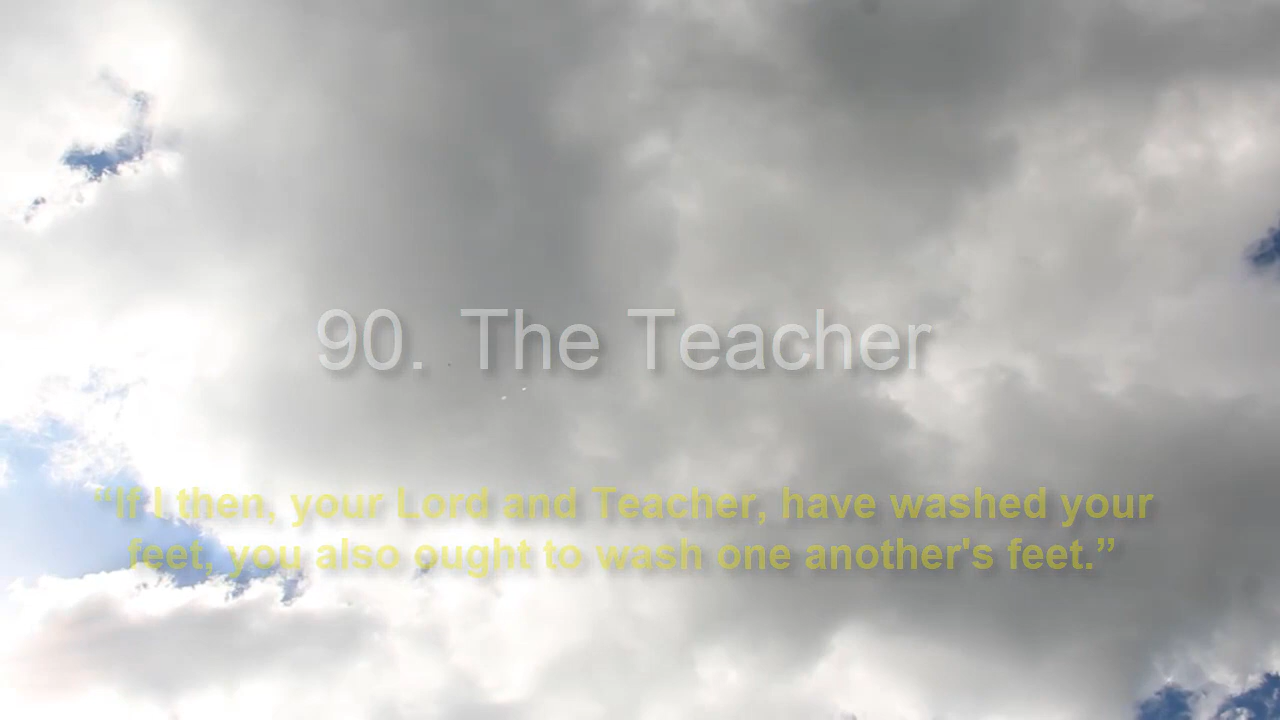 90. The Teacher
“If I then, your Lord and Teacher, have washed your
feet, you also ought to wash one another's feet.”